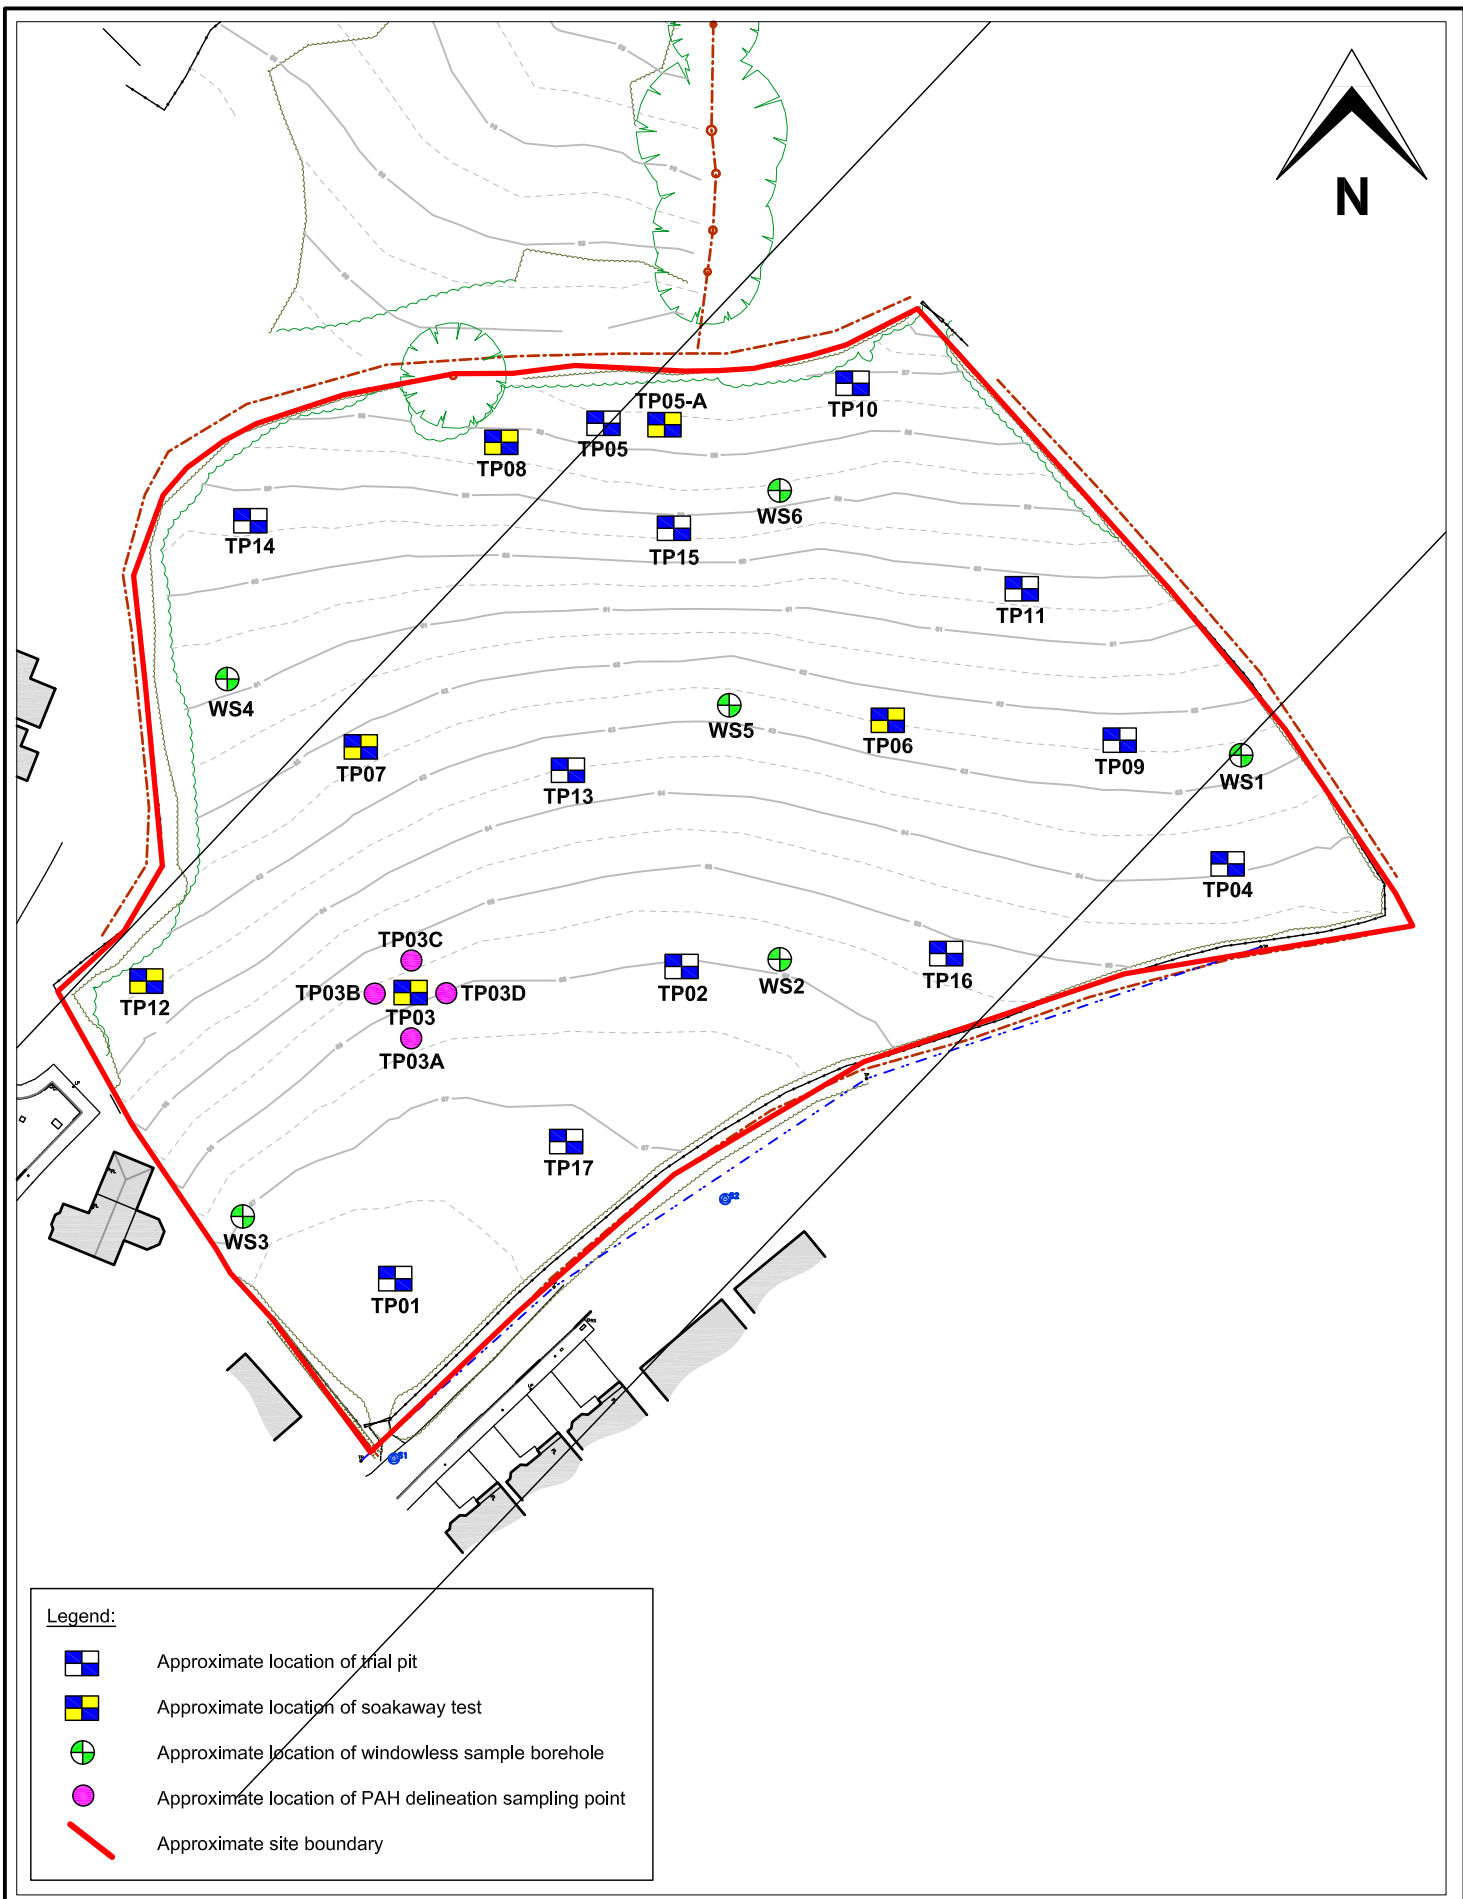 N
TP05-A
TP10
TP05
TP08
WS6
TP14
TP15
TP11
WS4
WS5
TP06
TP09
WS1
TP07
TP13
TP04
TP03C
TP12
TP03B
TP03D
TP03
TP02
WS2
TP16
TP03A
TP17
WS3
TP01
S2
S1
Legend:
Approximate location of trial pit
Approximate location of soakaway test
Approximate location of windowless sample borehole
Approximate location of PAH delineation sampling point
Approximate site boundary